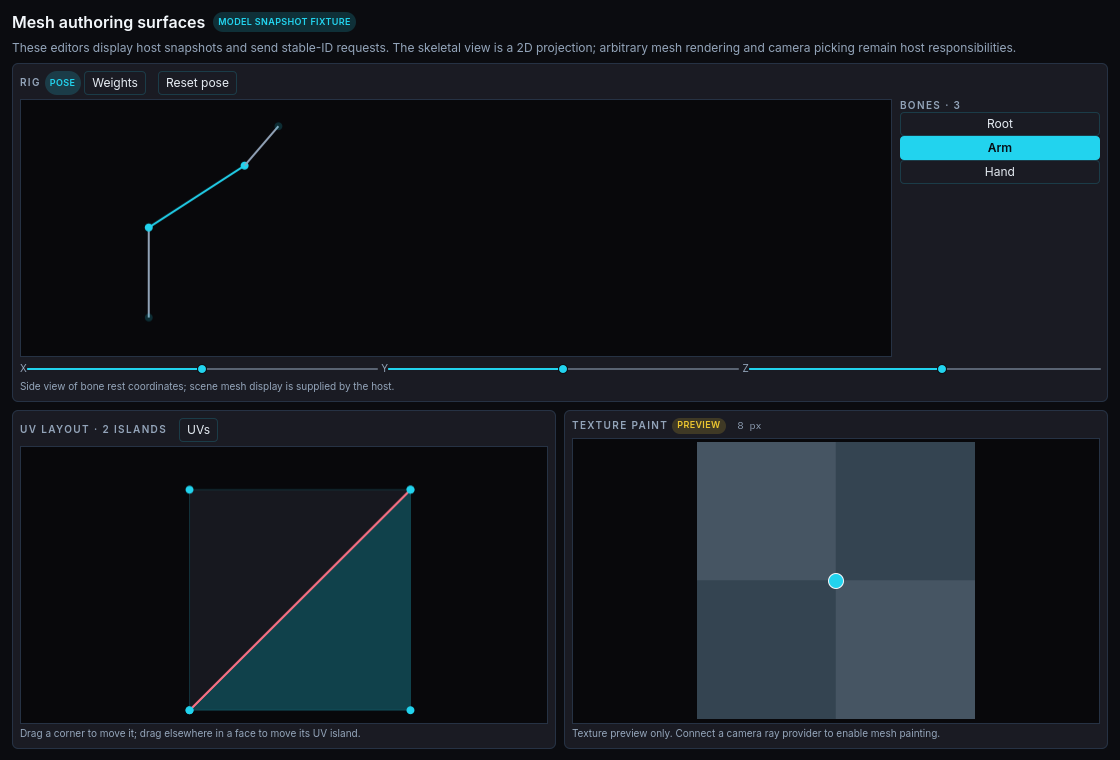 Mesh authoring surfaces MODEL SNAPSHOT FIXTURE
These editors display host snapshots and send stable-ID requests. The skeletal view is a 2D projection; arbitrary mesh rendering and camera picking remain host responsibilities.
RIG POSE Weights Reset pose
BONES · 3
Root
Arm
Hand
X Y Z
Side view of bone rest coordinates; scene mesh display is supplied by the host.
UV LAYOUT · 2 ISLANDS UVs
Drag a corner to move it; drag elsewhere in a face to move its UV island.
TEXTURE PAINT PREVIEW 8 px
Texture preview only. Connect a camera ray provider to enable mesh painting.